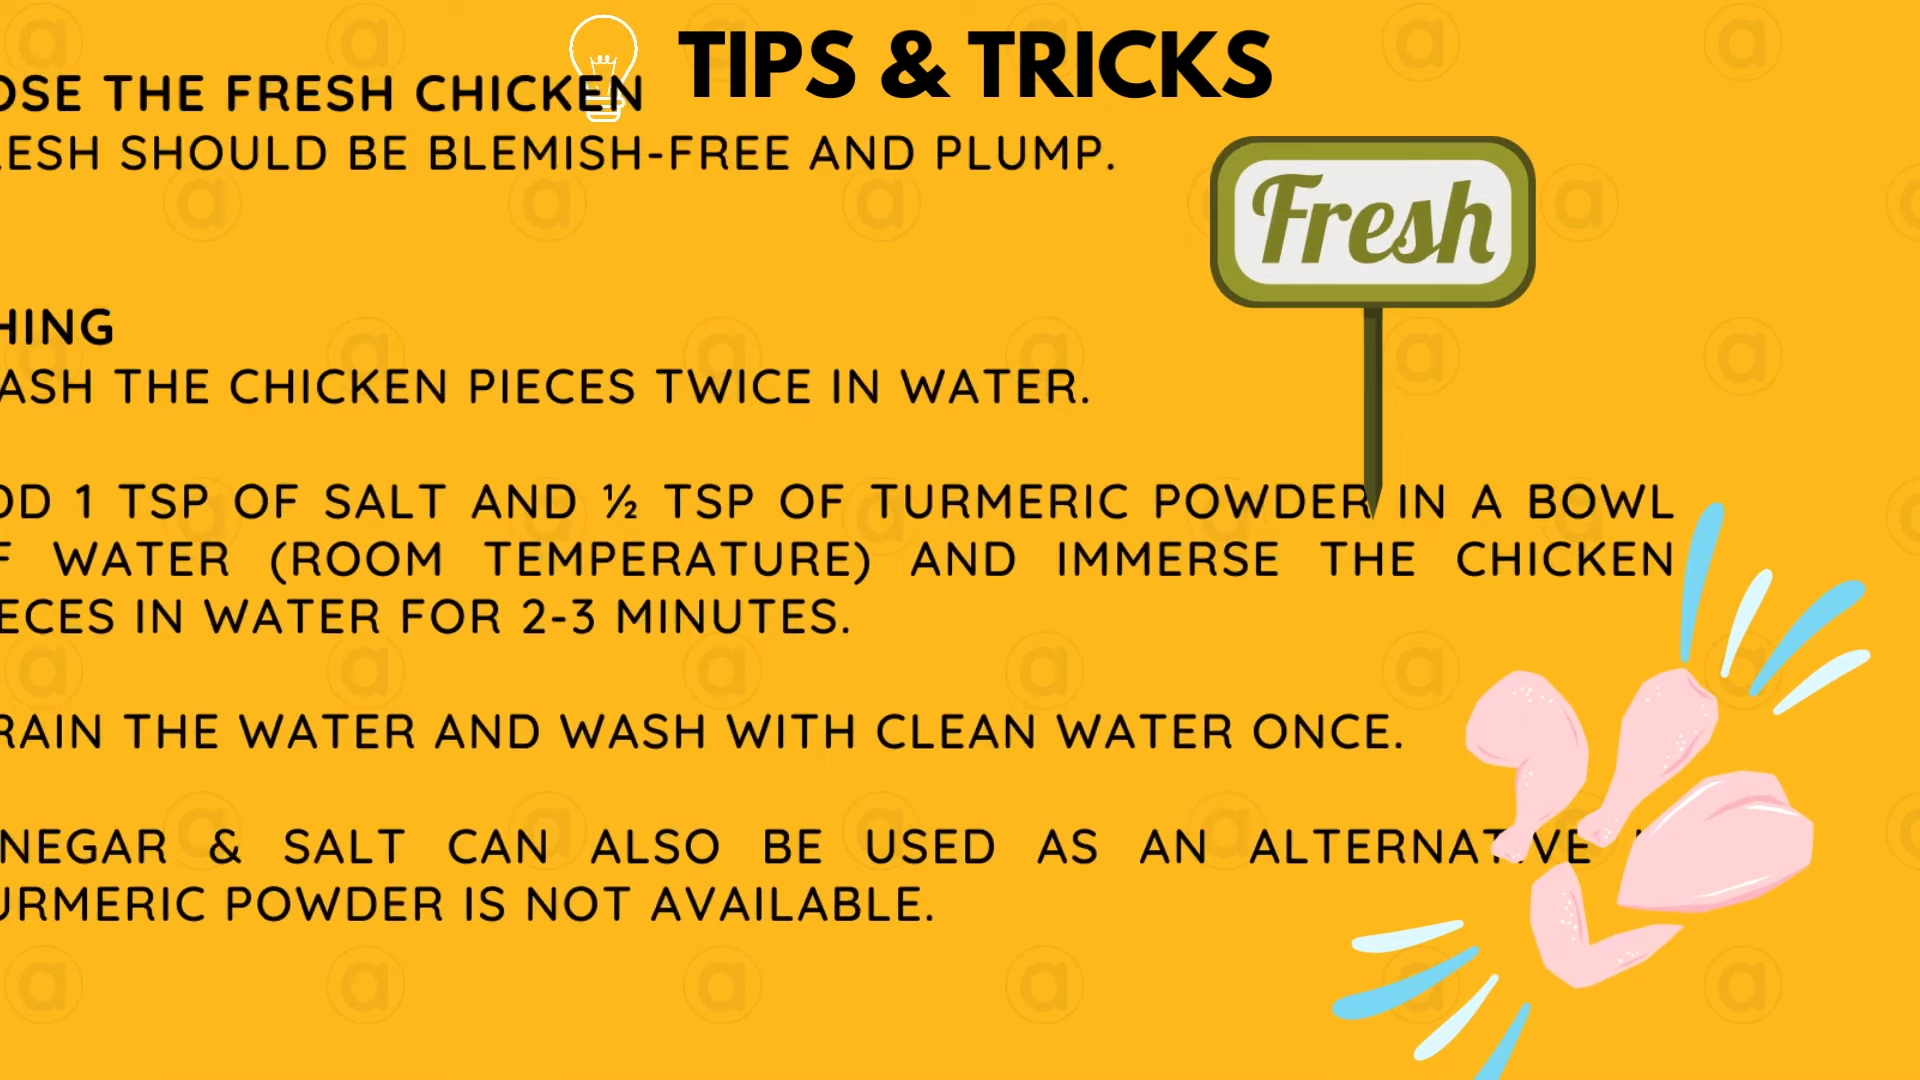 TIPS & TRICKS
OSE THE FRESH CHICKEN
LESH SHOULD BE BLEMISH-FREE AND PLUMP.
Fresh
HING
ASH THE CHICKEN PIECES TWICE IN WATER.
DD 1 TSP OF SALT AND ½ TSP OF TURMERIC POWDER IN A BOWL
F WATER (ROOM TEMPERATURE) AND IMMERSE THE CHICKEN
ECES IN WATER FOR 2-3 MINUTES.
RAIN THE WATER AND WASH WITH CLEAN WATER ONCE.
NEGAR & SALT CAN ALSO BE USED AS AN ALTERNATIVE
URMERIC POWDER IS NOT AVAILABLE.